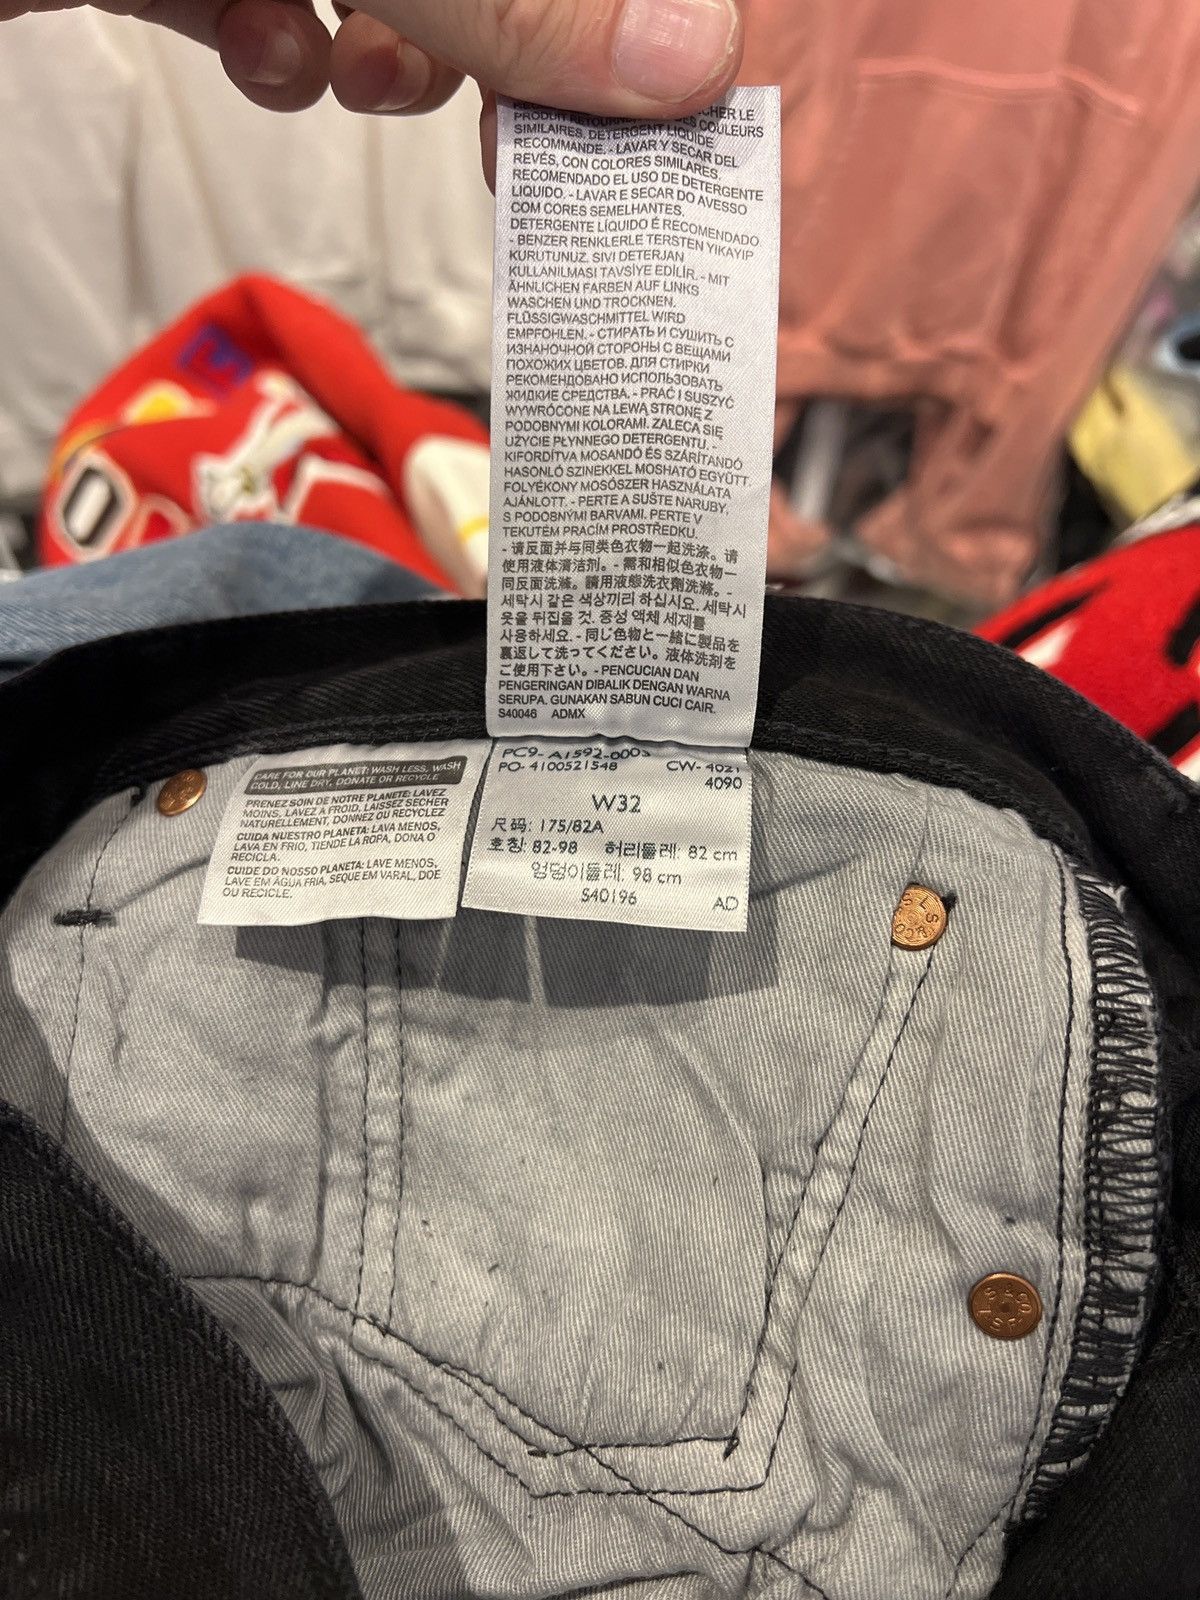 CHER LE
PRODUIT RETOURNÉ DES COULEURS
SIMILAIRES, DETERGENT LIQUIDE
RECOMMANDE. - LAVAR Y SECAR DEL
REVÉS, CON COLORES SIMILARES,
RECOMENDADO EL USO DE DETERGENTE
LIQUIDO. - LAVAR E SECAR DO AVESSO
COM CORES SEMELHANTES.
DETERGENTE LÍQUIDO É RECOMENDADO
- BENZER RENKLERLE TERSTEN YIKAYIP
KURUTUNUZ. SIVI DETERJAN
KULLANILMASI TAVSİYE EDİLİR. - MIT
ÄHNLICHEN FARBEN AUF LINKS
WASCHEN UND TROCKNEN.
FLÜSSIGWASCHMITTEL WIRD
EMPFOHLEN. - СТИРАТЬ И СУШИТЬ С
ИЗНАНОЧНОЙ СТОРОНЫ С ВЕЩАМИ
ПОХОЖИХ ЦВЕТОВ. ДЛЯ СТИРКИ
РЕКОМЕНДОВАНО ИСПОЛЬЗОВАТЬ
ЖИДКИЕ СРЕДСТВА. - PRAĆ I SUSZYĆ
WYWRÓCONE NA LEWĄ STRONĘ Z
PODOBNYMI KOLORAMI. ZALECA SIĘ
UŻYCIE PŁYNNEGO DETERGENTU. -
KIFORDÍTVA MOSANDÓ ÉS SZÁRÍTANDÓ
HASONLÓ SZINEKKEL MOSHATÓ EGYÜTT.
FOLYÉKONY MOSÓSZER HASZNÁLATA
AJÁNLOTT. - PERTE A SUŠTE NARUBY,
S PODOBNÝMI BARVAMI. PERTE V
TEKUTÉM PRACÍM PROSTŘEDKU.
- 请反面并与同类色衣物一起洗涤。请
使用液体清洁剂。- 需和相似色衣物一
同反面洗滌。請用液態洗衣劑洗滌。-
세탁시 같은 색상끼리 하십시요. 세탁시
옷을 뒤집을 것. 중성 액체 세제를
사용하세요. - 同じ色物と一緒に製品を
裏返して洗ってください。液体洗剤を
ご使用下さい。- PENCUCIAN DAN
PENGERINGAN DIBALIK DENGAN WARNA
SERUPA. GUNAKAN SABUN CUCI CAIR.
S40046 ADMX
PC9- A1592-0003
PO- 4100521548 CW- 4021
4090
W32
尺码: 175/82A
호칭: 82-98 허리둘레: 82 cm
엉덩이둘레: 98 cm
S40196 AD
CARE FOR OUR PLANET: WASH LESS, WASH
COLD, LINE DRY, DONATE OR RECYCLE
PRENEZ SOIN DE NOTRE PLANETE: LAVEZ
MOINS, LAVEZ À FROID, LAISSEZ SÉCHER
NATURELLEMENT, DONNEZ OU RECYCLEZ
CUIDA NUESTRO PLANETA: LAVA MENOS,
LAVA EN FRIO, TIENDE LA ROPA, DONA O
RECICLA.
CUIDE DO NOSSO PLANETA: LAVE MENOS,
LAVE EM ÁGUA FRIA, SEQUE EM VARAL, DOE
OU RECICLE.